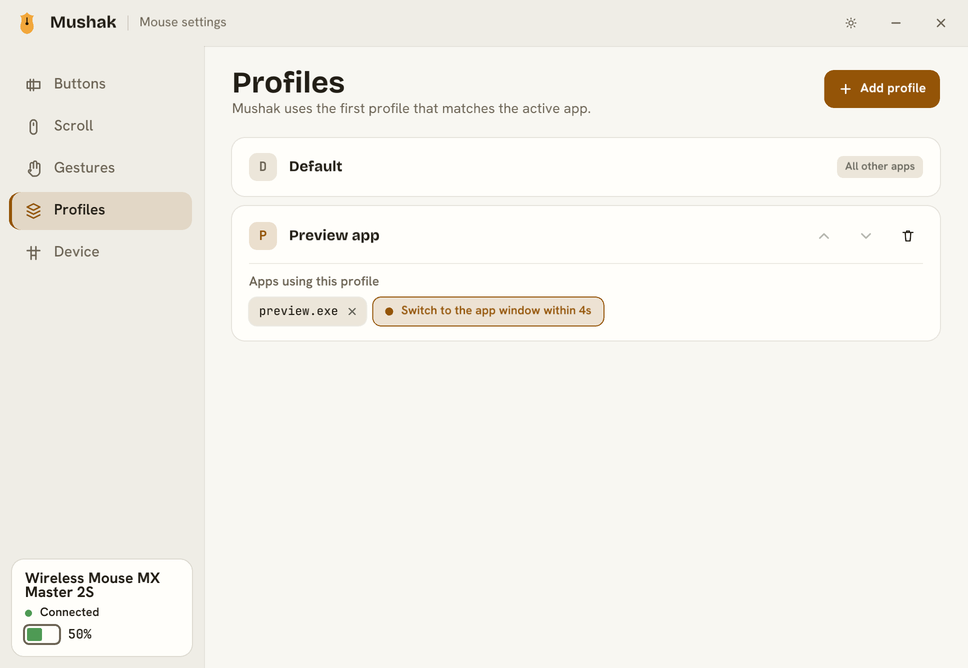 Mushak
Mouse settings
Buttons
Scroll
Gestures
Profiles
Device
Wireless Mouse MX
Master 2S
Connected
50%
Profiles
Mushak uses the first profile that matches the active app.
Add profile
D
Default
All other apps
P
Preview app
Apps using this profile
preview.exe
Switch to the app window within 4s